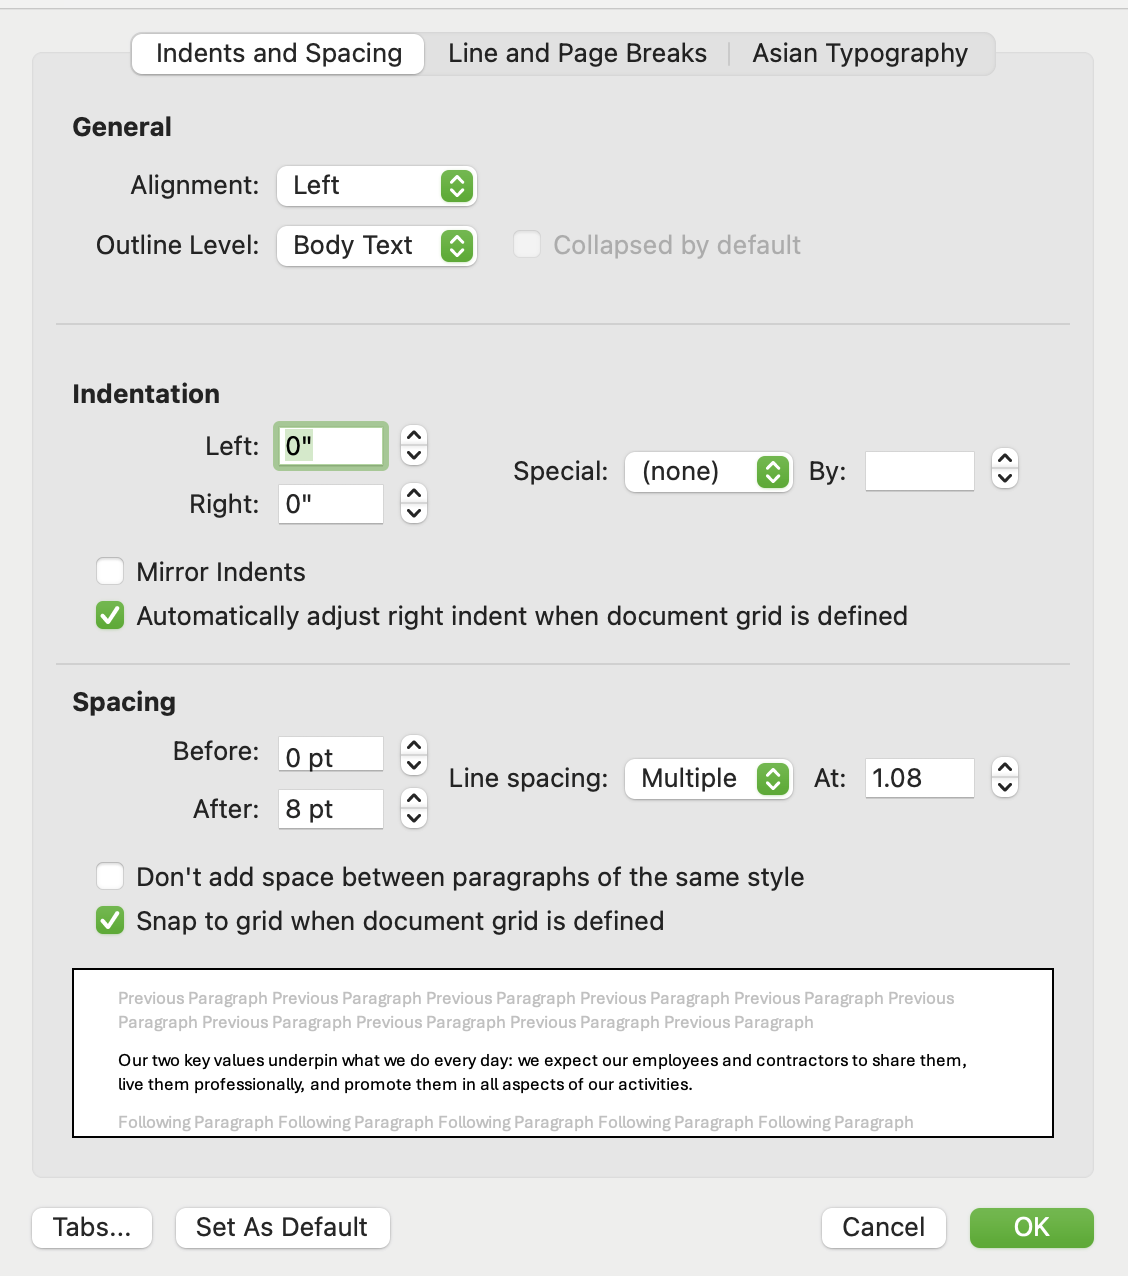 Indents and Spacing Line and Page Breaks Asian Typography
General
Alignment: Left
Outline Level: Body Text Collapsed by default
Indentation
Left: 0"
Special: (none) By:
Right: 0"
Mirror Indents
Automatically adjust right indent when document grid is defined
Spacing
Before: 0 pt
Line spacing: Multiple At: 1.08
After: 8 pt
Don't add space between paragraphs of the same style
Snap to grid when document grid is defined
Previous Paragraph Previous Paragraph Previous Paragraph Previous Paragraph Previous Paragraph Previous
Paragraph Previous Paragraph Previous Paragraph Previous Paragraph Previous Paragraph
Our two key values underpin what we do every day: we expect our employees and contractors to share them,
live them professionally, and promote them in all aspects of our activities.
Following Paragraph Following Paragraph Following Paragraph Following Paragraph Following Paragraph
Tabs... Set As Default Cancel OK